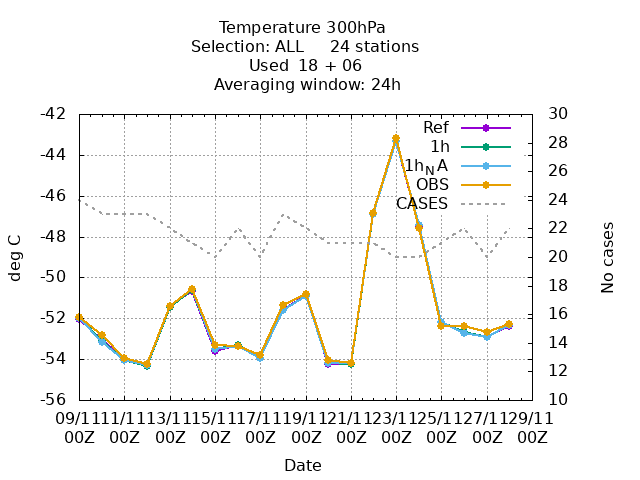 Temperature 300hPa
Selection: ALL 24 stations
Used 18 + 06
Averaging window: 24h
-42
-44
-46
-48
-50
-52
-54
-56
deg C
30
28
26
24
22
20
18
16
14
12
10
No cases
Ref
1h
1h_N A
OBS
CASES
09/11 11/11 13/11 15/11 17/11 19/11 21/11 23/11 25/11 27/11 29/11
00Z 00Z 00Z 00Z 00Z 00Z 00Z 00Z 00Z 00Z 00Z
Date